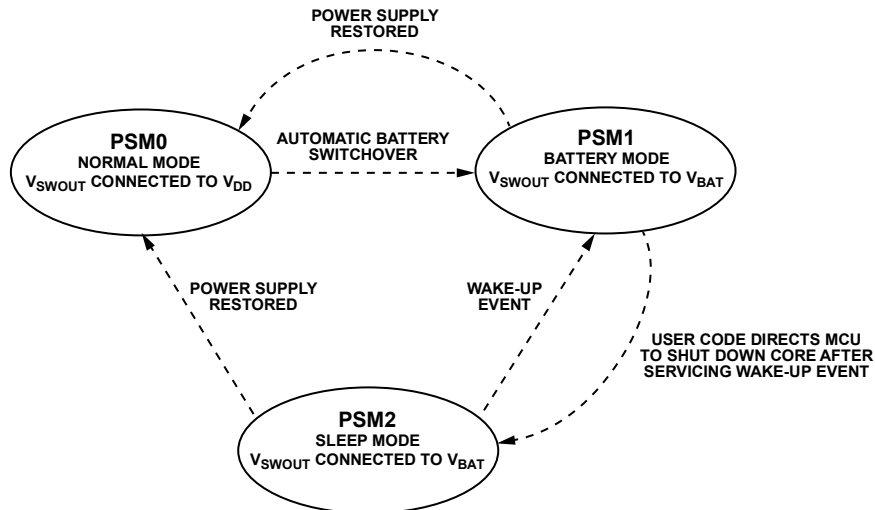 POWER SUPPLY
RESTORED
PSM0
NORMAL MODE
VSWOUT CONNECTED TO VDD
AUTOMATIC BATTERY
SWITCHOVER
PSM1
BATTERY MODE
VSWOUT CONNECTED TO VBAT
POWER SUPPLY
RESTORED
WAKE-UP
EVENT
USER CODE DIRECTS MCU
TO SHUT DOWN CORE AFTER
SERVICING WAKE-UP EVENT
PSM2
SLEEP MODE
VSWOUT CONNECTED TO VBAT